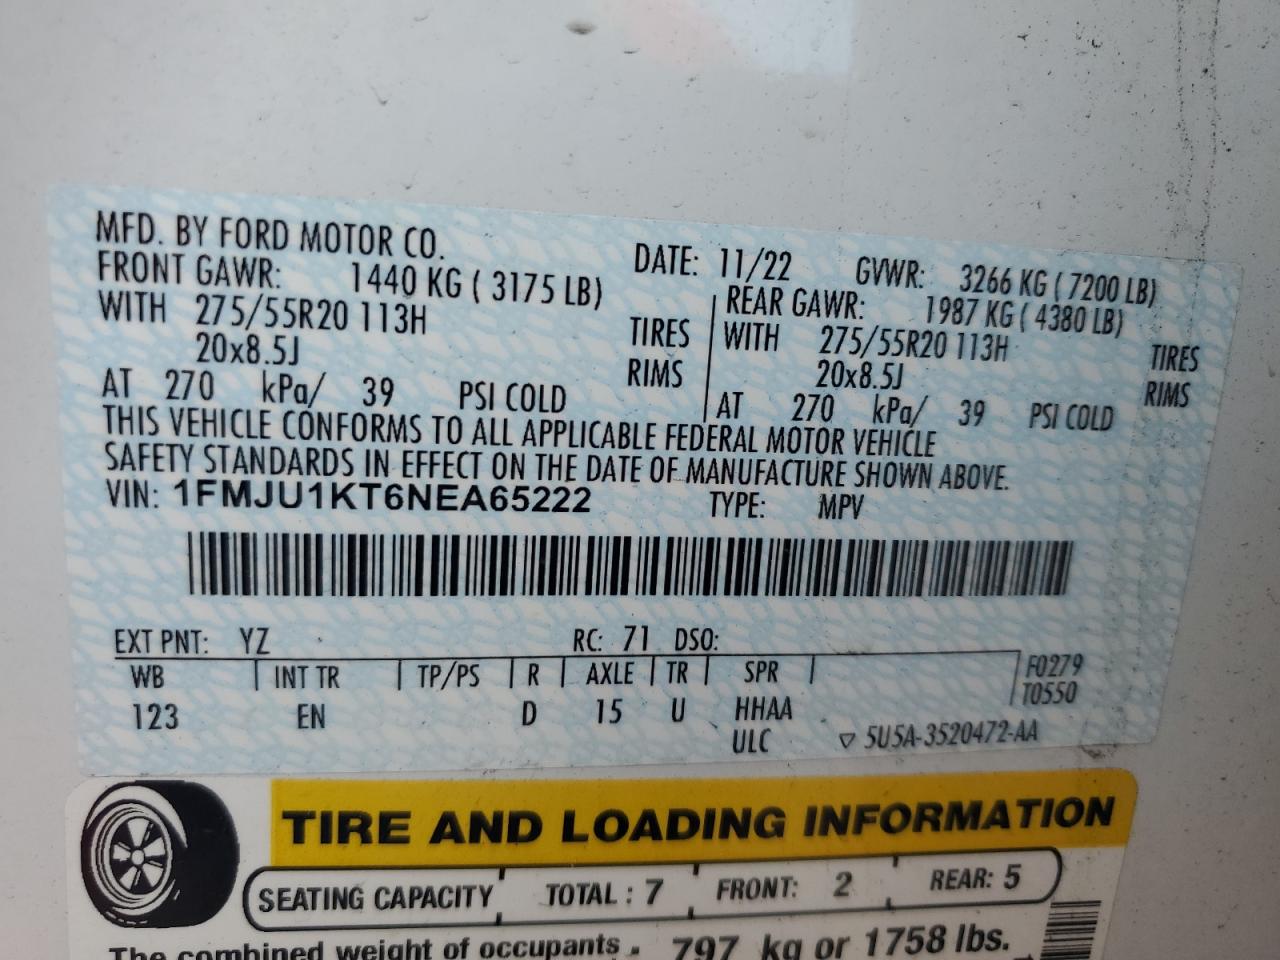 MFD. BY FORD MOTOR CO.
DATE: 11/22 GVWR: 3266 KG ( 7200 LB)
FRONT GAWR: 1440 KG ( 3175 LB)
REAR GAWR: 1987 KG ( 4380 LB)
WITH 275/55R20 113H TIRES
WITH 275/55R20 113H TIRES
20x8.5J RIMS
20x8.5J RIMS
AT 270 kPa/ 39 PSI COLD
AT 270 kPa/ 39 PSI COLD
THIS VEHICLE CONFORMS TO ALL APPLICABLE FEDERAL MOTOR VEHICLE
SAFETY STANDARDS IN EFFECT ON THE DATE OF MANUFACTURE SHOWN ABOVE.
VIN: 1FMJU1KT6NEA65222 TYPE: MPV
EXT PNT: YZ RC: 71 DSO:
WB INT TR TP/PS R AXLE TR SPR F0279
T0550
123 EN D 15 U HHAA
ULC ▽ 5U5A-3520472-AA
TIRE AND LOADING INFORMATION
SEATING CAPACITY TOTAL : 7 FRONT: 2 REAR: 5
The combined weight of occupants 797 kg or 1758 lbs.